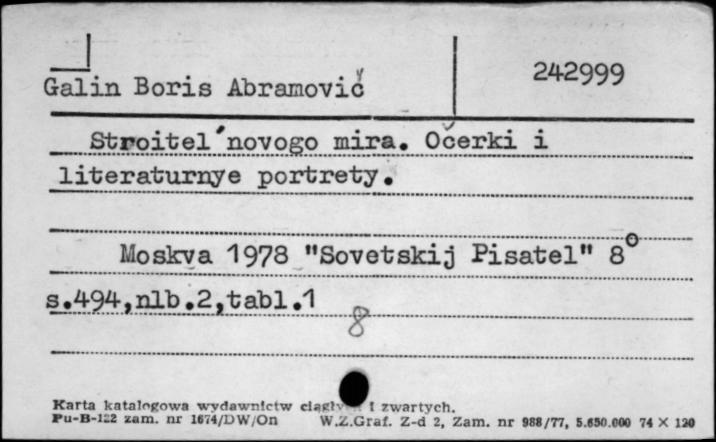 242999
Galin Boris Abramovič
Stroitel'novogo mira. Očerki i
literaturnye portrety.
Moskva 1978 "Sovetskij Pisatel" 8°
s.494,nlb.2,tabl.1
8
Karta katalogowa wydawnictw i zwartych.
Pu-B-122 zam. nr 1674/DW/On W.Z.Graf. Z-d 2, Zam. nr 988/77, 5.650.000 74 × 120